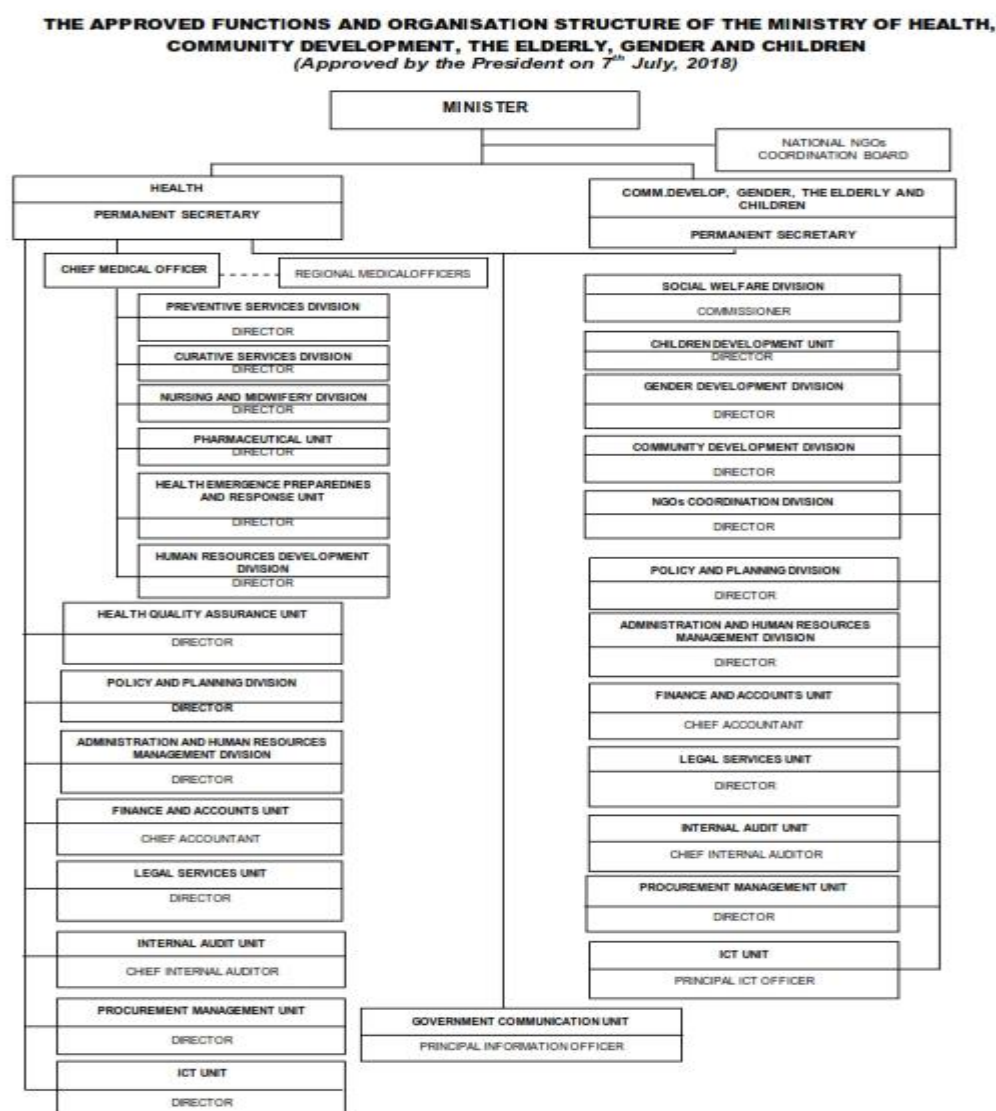 THE APPROVED FUNCTIONS AND ORGANISATION STRUCTURE OF THE MINISTRY OF HEALTH,
COMMUNITY DEVELOPMENT, THE ELDERLY, GENDER AND CHILDREN
(Approved by the President on 7th July, 2018)
MINISTER
NATIONAL NGOs
COORDINATION BOARD
HEALTH
PERMANENT SECRETARY
COMM.DEVELOP, GENDER, THE ELDERLY AND
CHILDREN
PERMANENT SECRETARY
CHIEF MEDICAL OFFICER
REGIONAL MEDICALOFFICERS
PREVENTIVE SERVICES DIVISION
DIRECTOR
CURATIVE SERVICES DIVISION
DIRECTOR
NURSING AND MIDWIFERY DIVISION
DIRECTOR
PHARMACEUTICAL UNIT
DIRECTOR
HEALTH EMERGENCE PREPAREDNES
AND RESPONSE UNIT
DIRECTOR
HUMAN RESOURCES DEVELOPMENT
DIVISION
DIRECTOR
HEALTH QUALITY ASSURANCE UNIT
DIRECTOR
POLICY AND PLANNING DIVISION
DIRECTOR
ADMINISTRATION AND HUMAN RESOURCES
MANAGEMENT DIVISION
DIRECTOR
FINANCE AND ACCOUNTS UNIT
CHIEF ACCOUNTANT
LEGAL SERVICES UNIT
DIRECTOR
INTERNAL AUDIT UNIT
CHIEF INTERNAL AUDITOR
PROCUREMENT MANAGEMENT UNIT
DIRECTOR
ICT UNIT
DIRECTOR
SOCIAL WELFARE DIVISION
COMMISSIONER
CHILDREN DEVELOPMENT UNIT
DIRECTOR
GENDER DEVELOPMENT DIVISION
DIRECTOR
COMMUNITY DEVELOPMENT DIVISION
DIRECTOR
NGOs COORDINATION DIVISION
DIRECTOR
POLICY AND PLANNING DIVISION
DIRECTOR
ADMINISTRATION AND HUMAN RESOURCES
MANAGEMENT DIVISION
DIRECTOR
FINANCE AND ACCOUNTS UNIT
CHIEF ACCOUNTANT
LEGAL SERVICES UNIT
DIRECTOR
INTERNAL AUDIT UNIT
CHIEF INTERNAL AUDITOR
PROCUREMENT MANAGEMENT UNIT
DIRECTOR
ICT UNIT
PRINCIPAL ICT OFFICER
GOVERNMENT COMMUNICATION UNIT
PRINCIPAL INFORMATION OFFICER